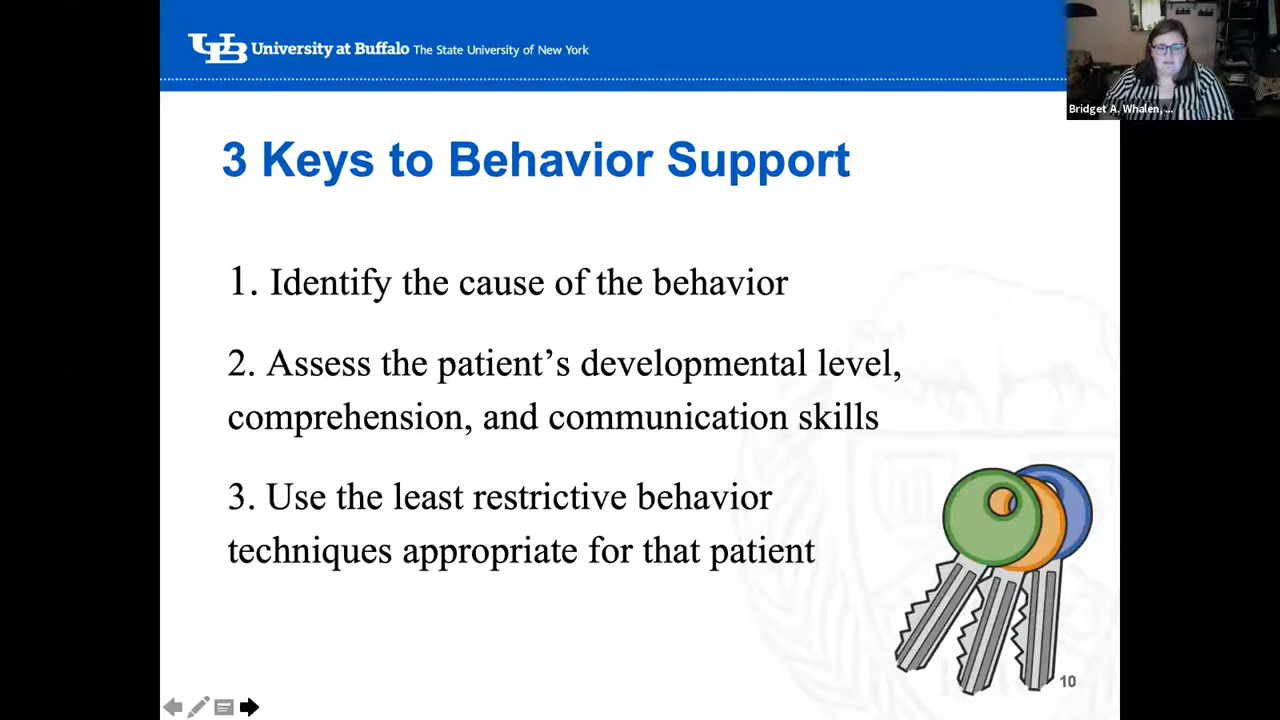 UB University at Buffalo The State University of New York
Bridget A. Whalen, ...
3 Keys to Behavior Support
1. Identify the cause of the behavior
2. Assess the patient’s developmental level,
comprehension, and communication skills
3. Use the least restrictive behavior
techniques appropriate for that patient
10